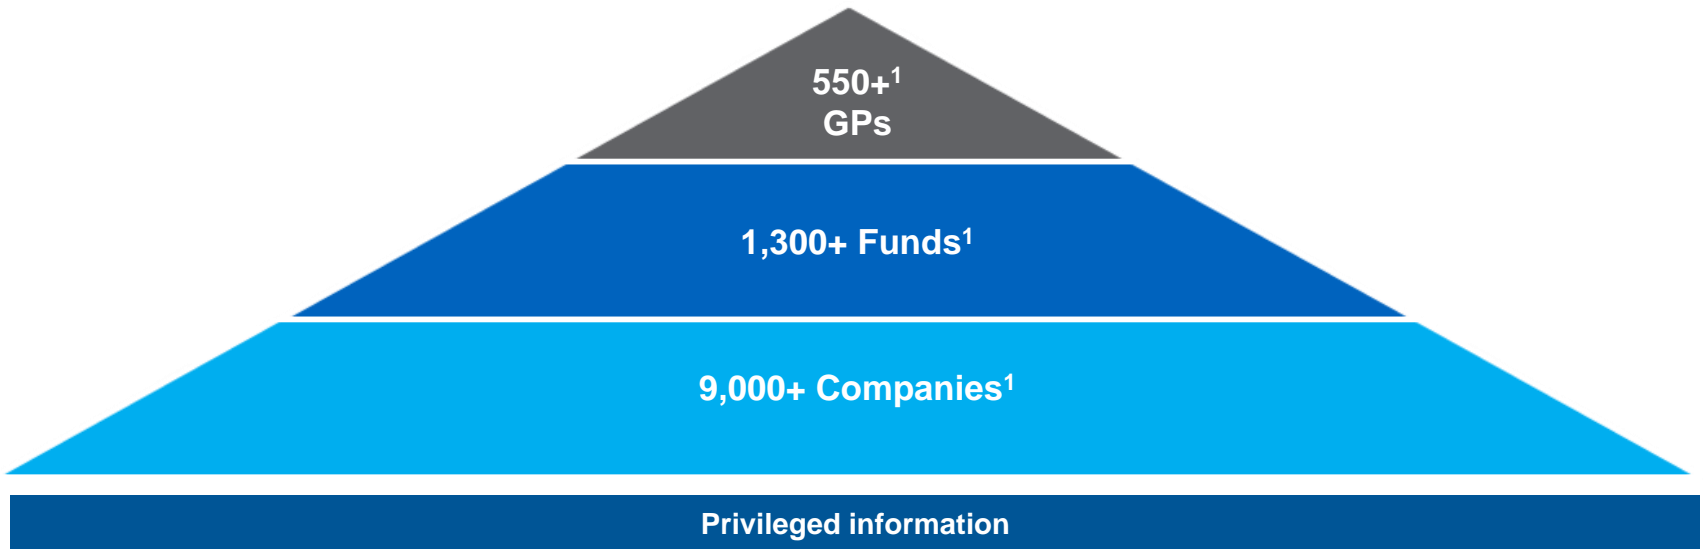 550+¹
GPs
1,300+ Funds¹
9,000+ Companies¹
Privileged information